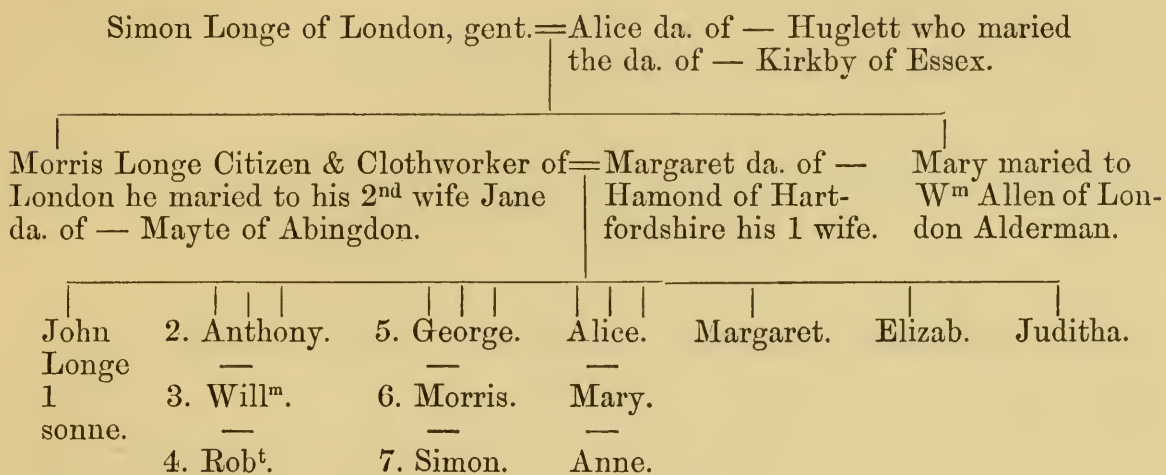 Simon Longe of London, gent.=Alice da. of — Huglett who maried
the da. of — Kirkby of Essex.
Morris Longe Citizen & Clothworker of=
London he maried to his 2nd wife Jane
da. of — Mayte of Abingdon.
Margaret da. of —
Hamond of Hart-
fordshire his 1 wife.
Mary maried to
Wm Allen of Lon-
don Alderman.
John
Longe
1
sonne.
2. Anthony.
—
3. Willm.
—
4. Robt.
5. George.
—
6. Morris.
—
7. Simon.
Alice.
—
Mary.
—
Anne.
Margaret.
Elizab.
Juditha.